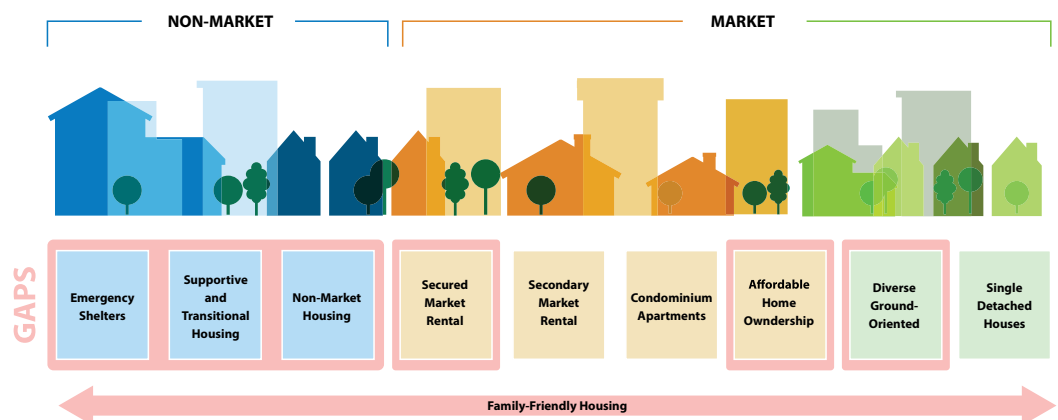 NON-MARKET
MARKET
GAPS
Emergency
Shelters
Supportive
and
Transitional
Housing
Non-Market
Housing
Secured
Market
Rental
Secondary
Market
Rental
Condominium
Apartments
Affordable
Home
Owndership
Diverse
Ground-
Oriented
Single
Detached
Houses
Family-Friendly Housing